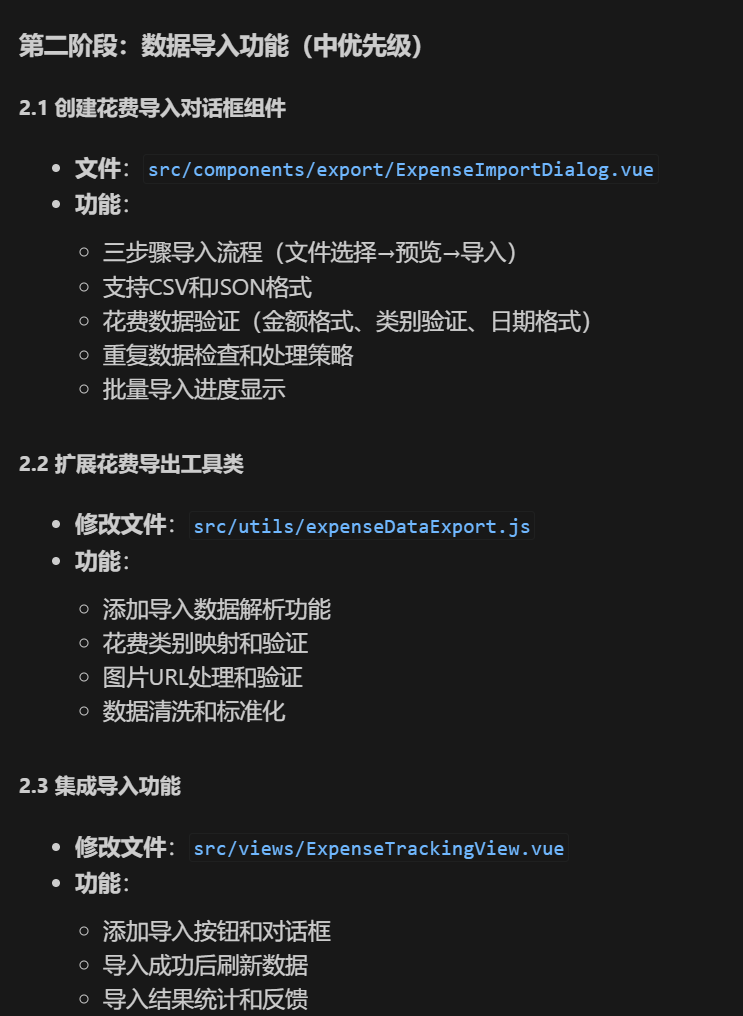 第二阶段：数据导入功能（中优先级）
2.1 创建花费导入对话框组件
文件：src/components/export/ExpenseImportDialog.vue
功能：
三步骤导入流程（文件选择→预览→导入）
支持CSV和JSON格式
花费数据验证（金额格式、类别验证、日期格式）
重复数据检查和处理策略
批量导入进度显示
2.2 扩展花费导出工具类
修改文件：src/utils/expenseDataExport.js
功能：
添加导入数据解析功能
花费类别映射和验证
图片URL处理和验证
数据清洗和标准化
2.3 集成导入功能
修改文件：src/views/ExpenseTrackingView.vue
功能：
添加导入按钮和对话框
导入成功后刷新数据
导入结果统计和反馈